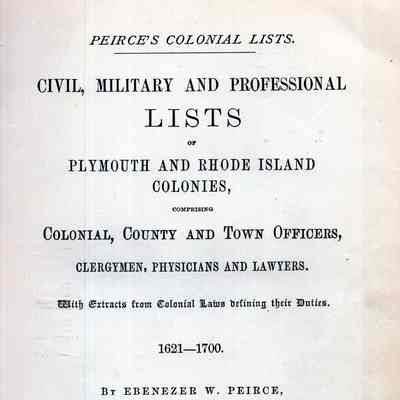 PEIRCE'S COLONIAL LISTS.
CIVIL, MILITARY AND PROFESSIONAL
LISTS
OF
PLYMOUTH AND RHODE ISLAND
COLONIES,
COMPRISING
COLONIAL, COUNTY AND TOWN OFFICERS,
CLERGYMEN, PHYSICIANS AND LAWYERS.
With Extracts from Colonial Laws defining their Duties.
1621—1700.
BY EBENEZER W. PEIRCE,